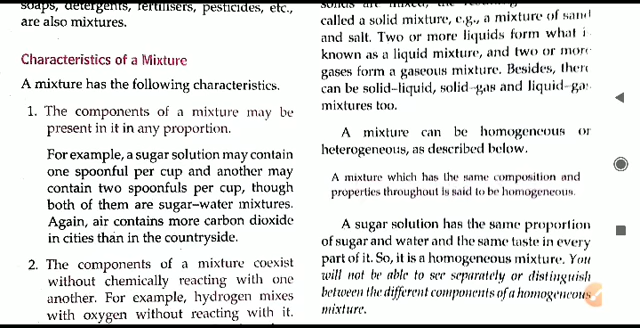 soaps, detergents, fertilisers, pesticides, etc.,
are also mixtures.
Characteristics of a Mixture
A mixture has the following characteristics.
1. The components of a mixture may be
present in it in any proportion.
For example, a sugar solution may contain
one spoonful per cup and another may
contain two spoonfuls per cup, though
both of them are sugar–water mixtures.
Again, air contains more carbon dioxide
in cities than in the countryside.
2. The components of a mixture coexist
without chemically reacting with one
another. For example, hydrogen mixes
with oxygen without reacting with it.
solids are mixed, the
called a solid mixture, e.g., a mixture of sand
and salt. Two or more liquids form what i
known as a liquid mixture, and two or more
gases form a gaseous mixture. Besides, there
can be solid–liquid, solid–gas and liquid–gas
mixtures too.
A mixture can be homogeneous or
heterogeneous, as described below.
A mixture which has the same composition and
properties throughout is said to be homogeneous.
A sugar solution has the same proportion
of sugar and water and the same taste in every
part of it. So, it is a homogeneous mixture. You
will not be able to see separately or distinguish
between the different components of a homogeneous
mixture.